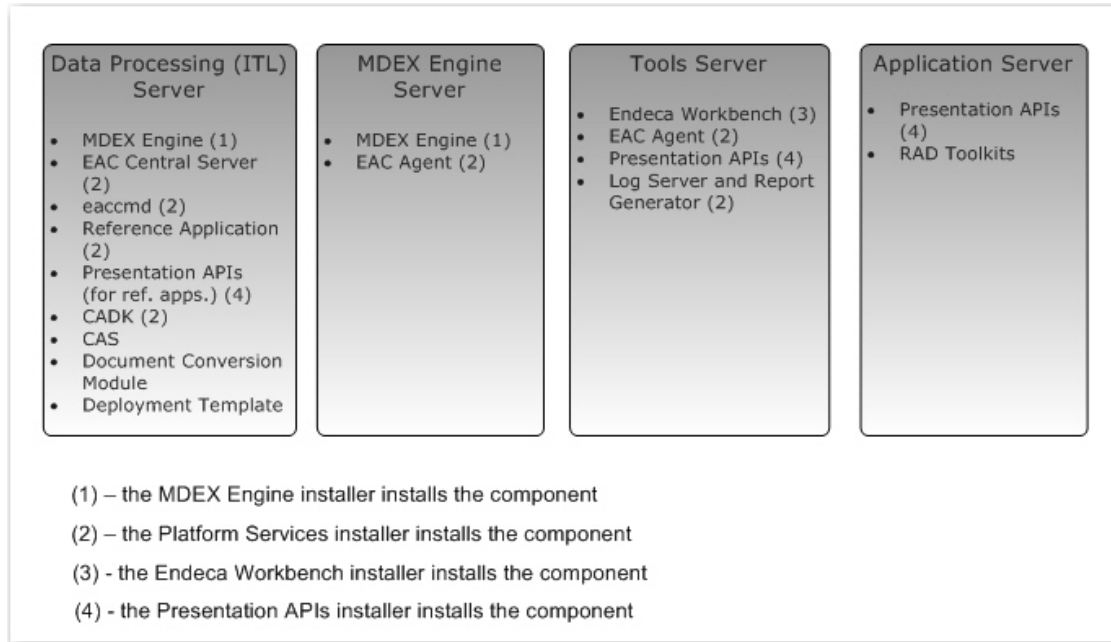 Data Processing (ITL)
Server
• MDEX Engine (1)
• EAC Central Server
(2)
• eaccmd (2)
• Reference Application
(2)
• Presentation APIs
(for ref. apps.) (4)
• CADK (2)
• CAS
• Document Conversion
Module
• Deployment Template
MDEX Engine
Server
• MDEX Engine (1)
• EAC Agent (2)
Tools Server
• Endeca Workbench (3)
• EAC Agent (2)
• Presentation APIs (4)
• Log Server and Report
Generator (2)
Application Server
• Presentation APIs
(4)
• RAD Toolkits
(1) – the MDEX Engine installer installs the component
(2) – the Platform Services installer installs the component
(3) - the Endeca Workbench installer installs the component
(4) - the Presentation APIs installer installs the component